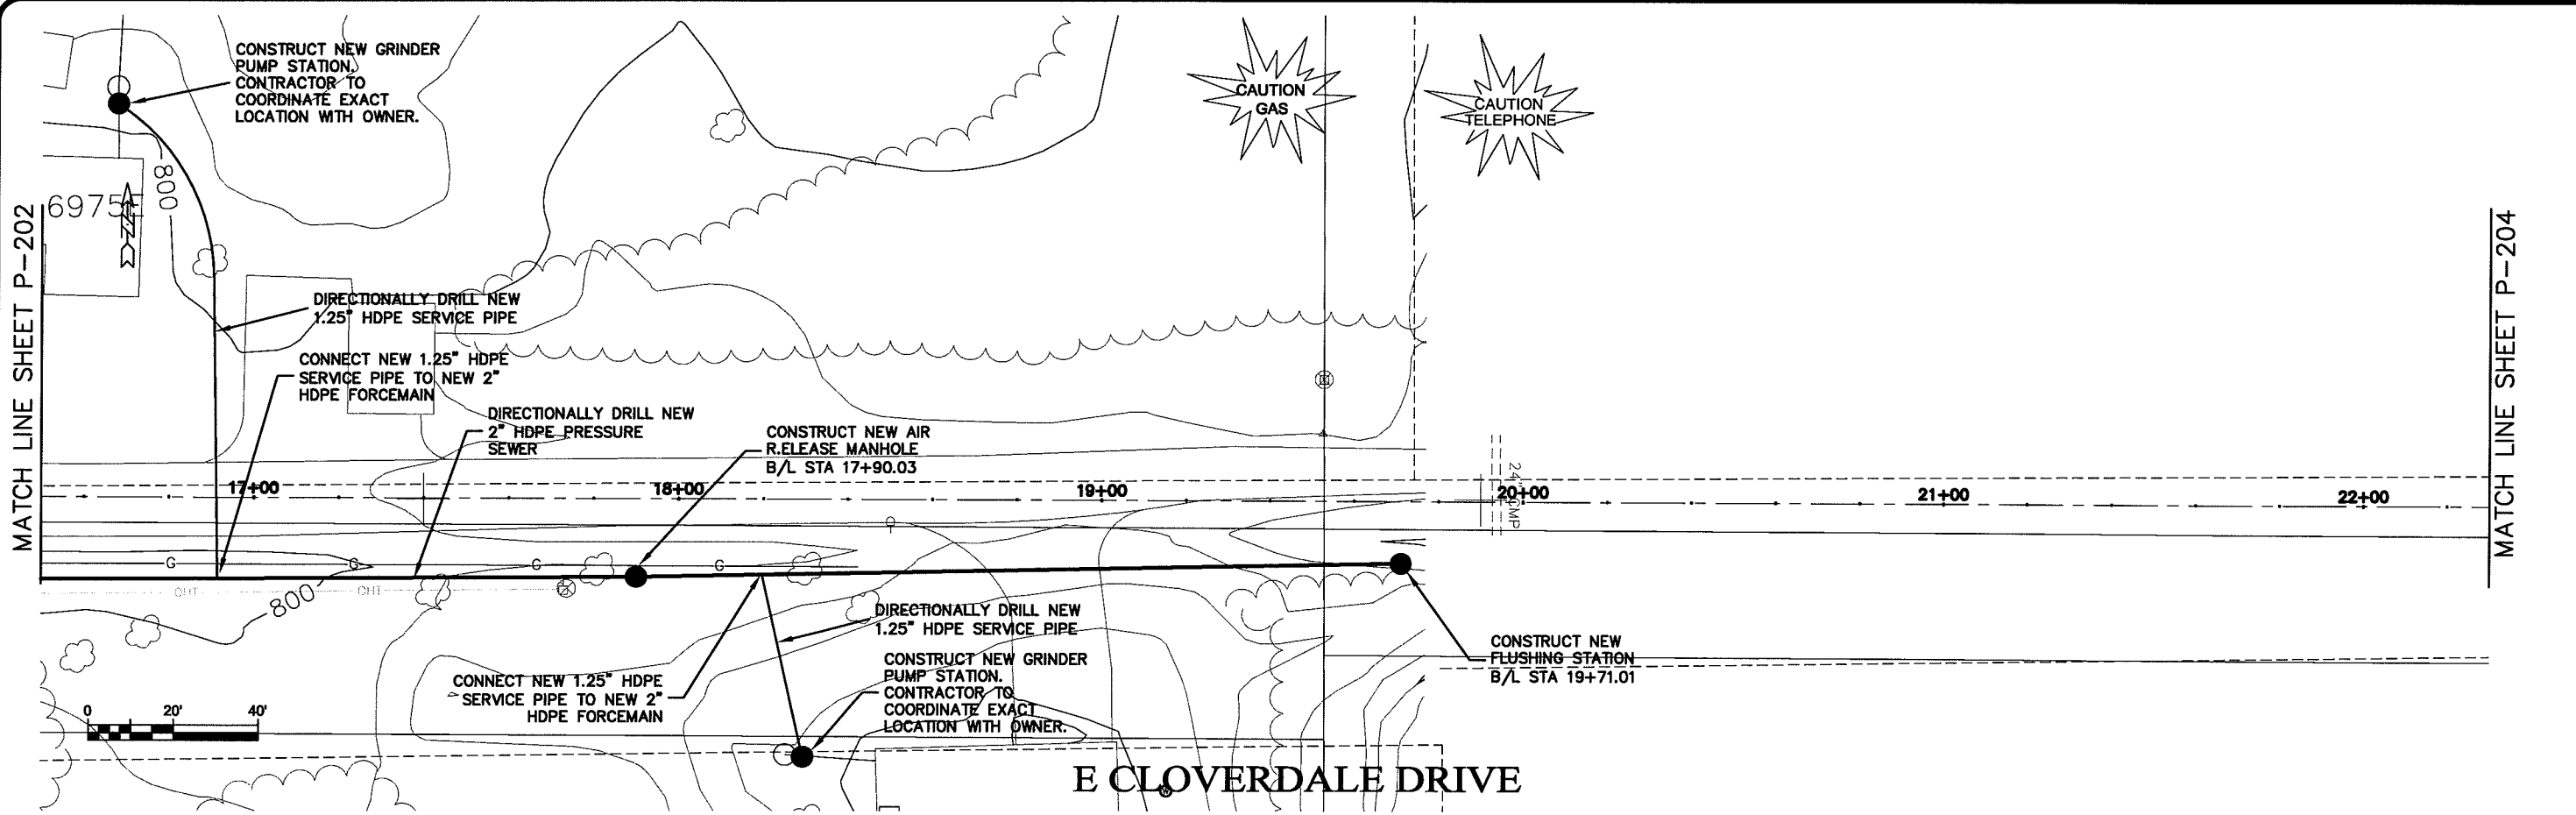 CONSTRUCT NEW GRINDER
PUMP STATION.
CONTRACTOR TO
COORDINATE EXACT
LOCATION WITH OWNER.
CAUTION
GAS
CAUTION
TELEPHONE
800
6975E
N
MATCH LINE SHEET P-202
MATCH LINE SHEET P-204
DIRECTIONALLY DRILL NEW
1.25" HDPE SERVICE PIPE
CONNECT NEW 1.25" HDPE
SERVICE PIPE TO NEW 2"
HDPE FORCEMAIN
DIRECTIONALLY DRILL NEW
2" HDPE PRESSURE
SEWER
CONSTRUCT NEW AIR
R.ELEASE MANHOLE
B/L STA 17+90.03
17+00
18+00
19+00
20+00
21+00
22+00
24" CMP
G
G
G
G
OHT
OHT
800
DIRECTIONALLY DRILL NEW
1.25" HDPE SERVICE PIPE
CONSTRUCT NEW GRINDER
PUMP STATION.
CONTRACTOR TO
COORDINATE EXACT
LOCATION WITH OWNER.
CONNECT NEW 1.25" HDPE
SERVICE PIPE TO NEW 2"
HDPE FORCEMAIN
CONSTRUCT NEW
FLUSHING STATION
B/L STA 19+71.01
0 20' 40'
E CLOVERDALE DRIVE